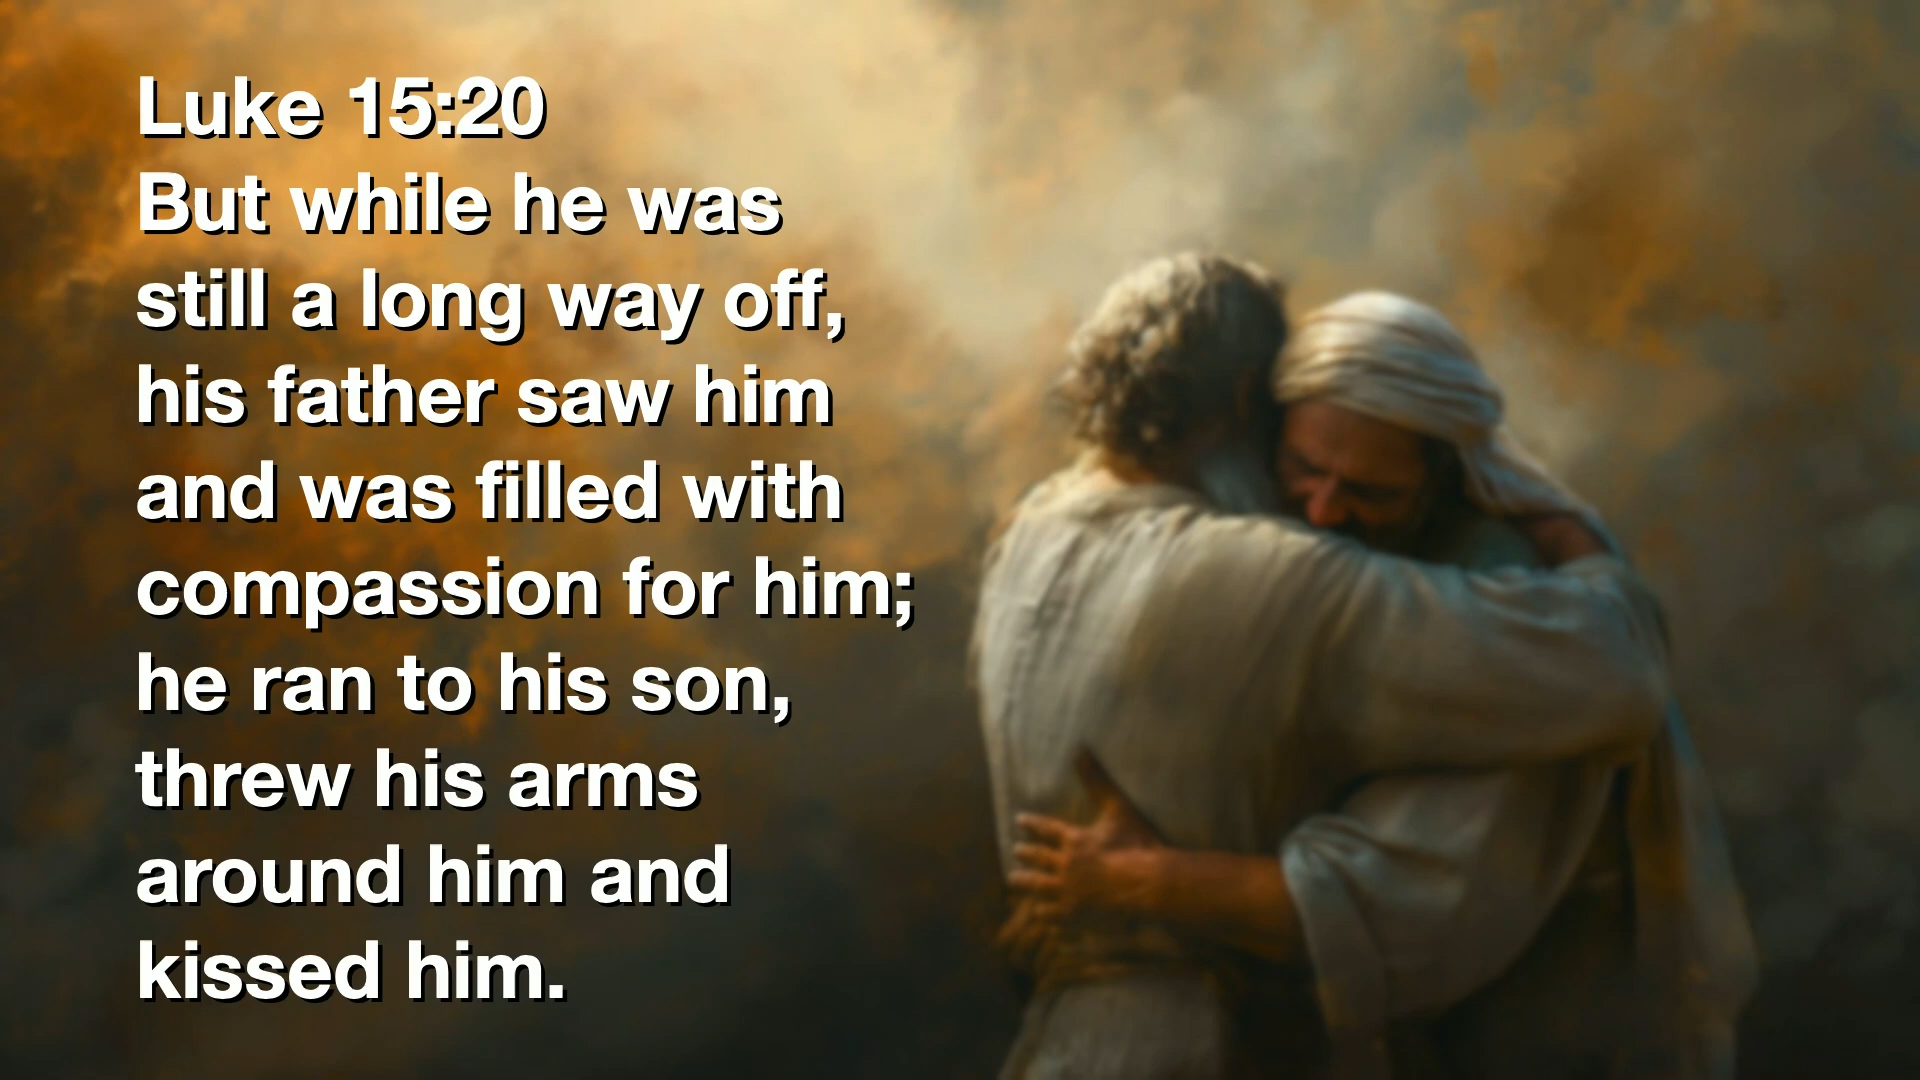 Luke 15:20
But while he was
still a long way off,
his father saw him
and was filled with
compassion for him;
he ran to his son,
threw his arms
around him and
kissed him.